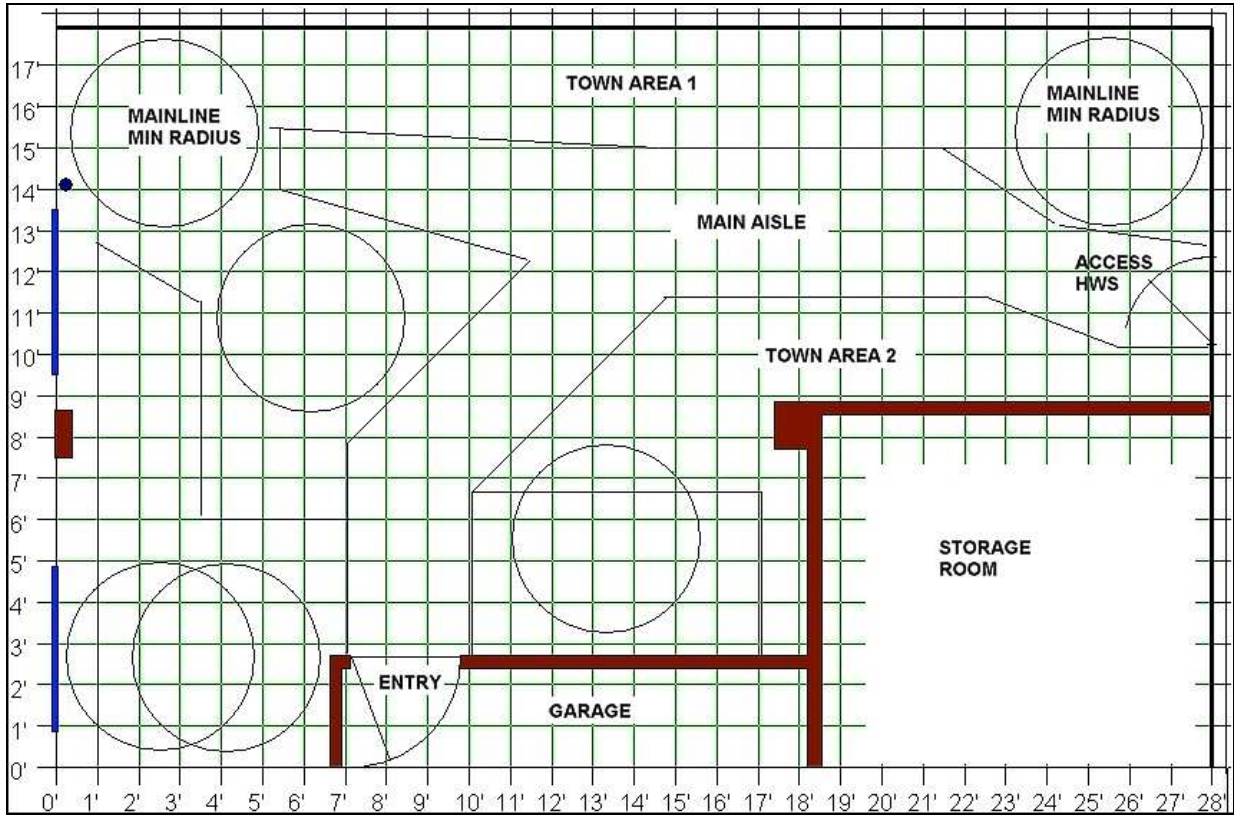 TOWN AREA 1
MAINLINE
MIN RADIUS
MAINLINE
MIN RADIUS
MAIN AISLE
ACCESS
HWS
TOWN AREA 2
STORAGE
ROOM
ENTRY
GARAGE
17'
16'
15'
14'
13'
12'
11'
10'
9'
8'
7'
6'
5'
4'
3'
2'
1'
0'
0' 1' 2' 3' 4' 5' 6' 7' 8' 9' 10' 11' 12' 13' 14' 15' 16' 17' 18' 19' 20' 21' 22' 23' 24' 25' 26' 27' 28'